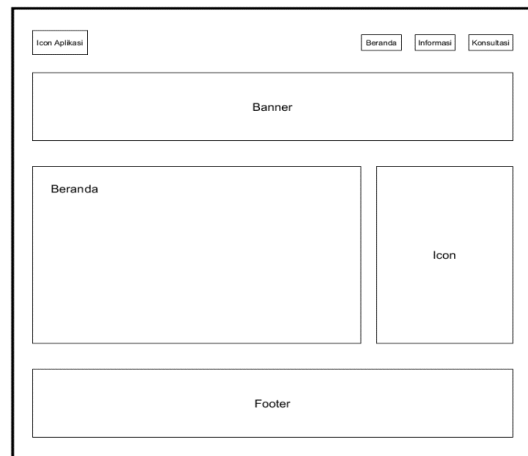 Icon Aplikasi
Beranda
Informasi
Konsultasi
Banner
Beranda
Icon
Footer